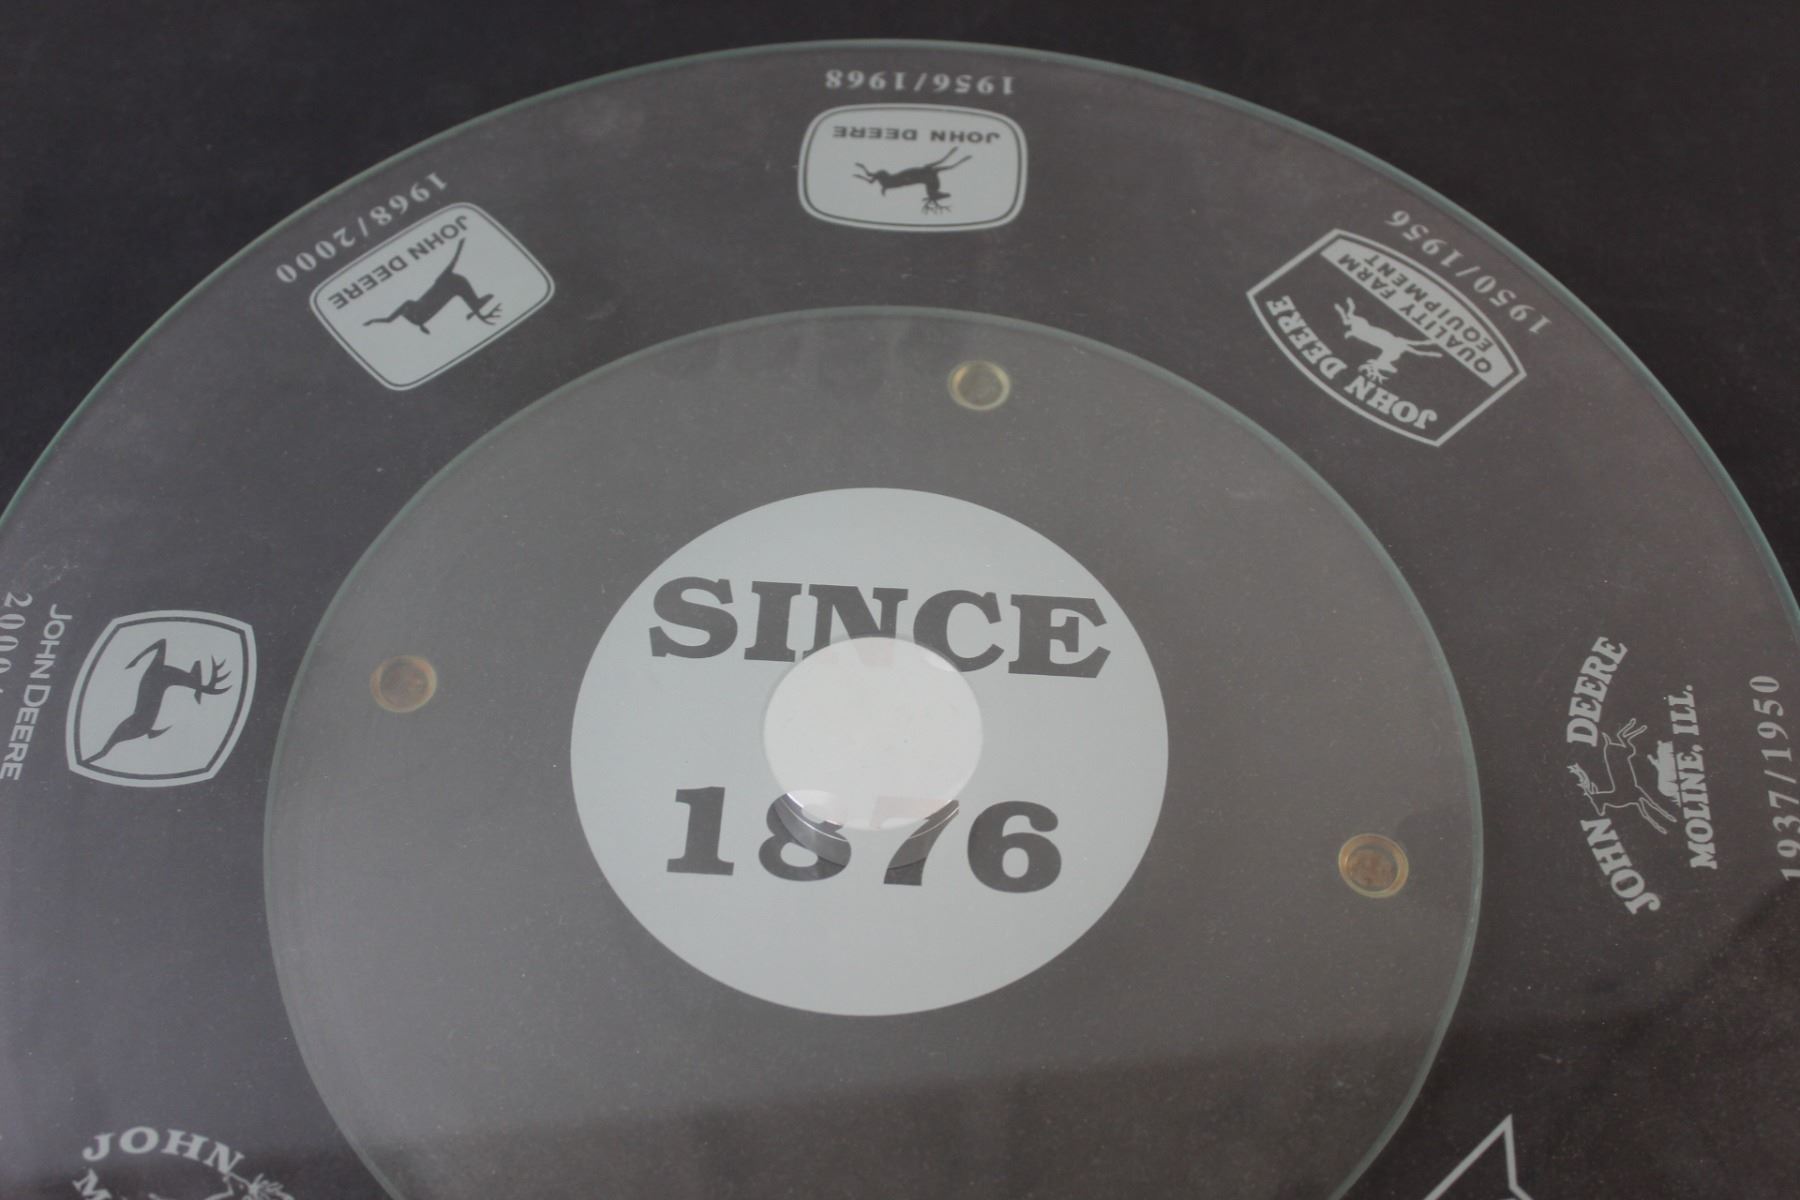 SINCE
1876
1956/1968
JOHN DEERE
1950/1956
QUALITY FARM
EQUIPMENT
JOHN DEERE
1937/1950
JOHN DEERE
MOLINE, ILL.
1968/2000
JOHN DEERE
JOHN DEERE
JOHN